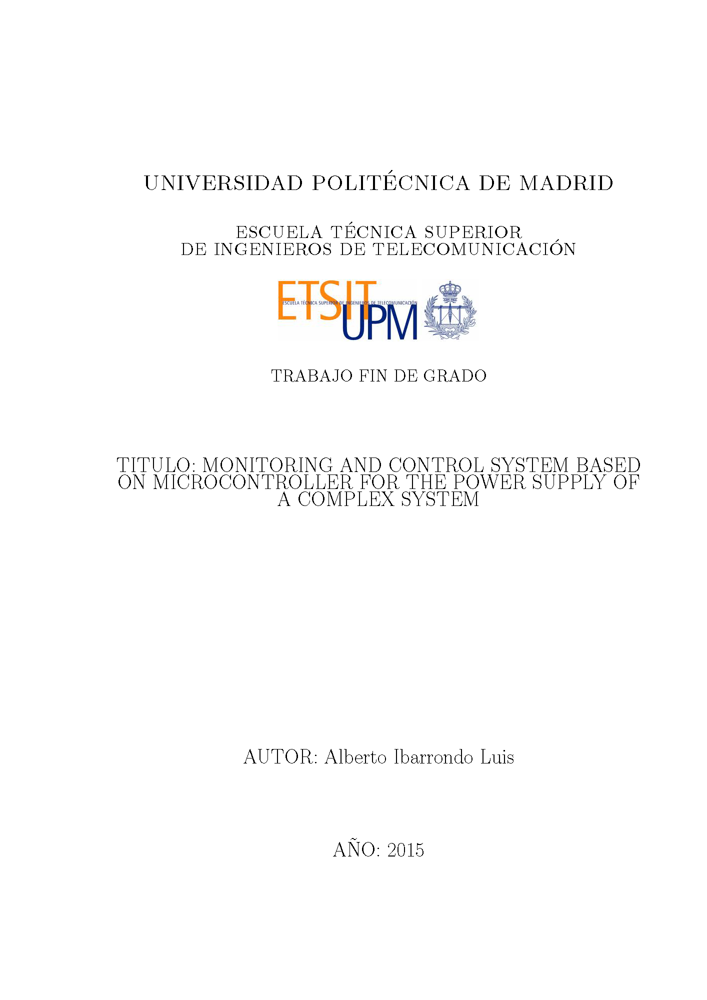 UNIVERSIDAD POLITÉCNICA DE MADRID
ESCUELA TÉCNICA SUPERIOR
DE INGENIEROS DE TELECOMUNICACIÓN
ETSIT
ESCUELA TÉCNICA SUPERIOR DE INGENIEROS DE TELECOMUNICACIÓN
UPM
TRABAJO FIN DE GRADO
TITULO: MONITORING AND CONTROL SYSTEM BASED
ON MICROCONTROLLER FOR THE POWER SUPPLY OF
A COMPLEX SYSTEM
AUTOR: Alberto Ibarrondo Luis
AÑO: 2015